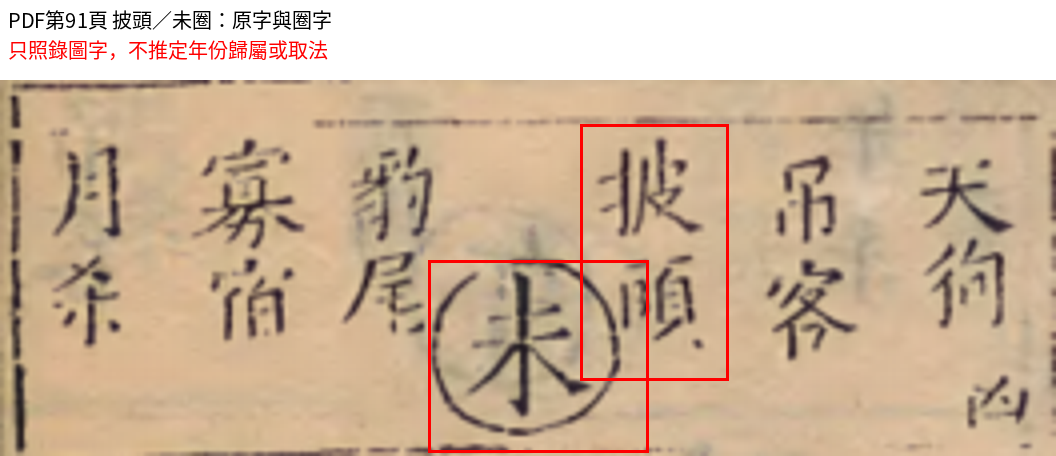 PDF第91頁 披頭／未圈：原字與圈字
只照錄圖字，不推定年份歸屬或取法
天狗
凶
吊客
披頭
未
豹尾
寡宿
月杀